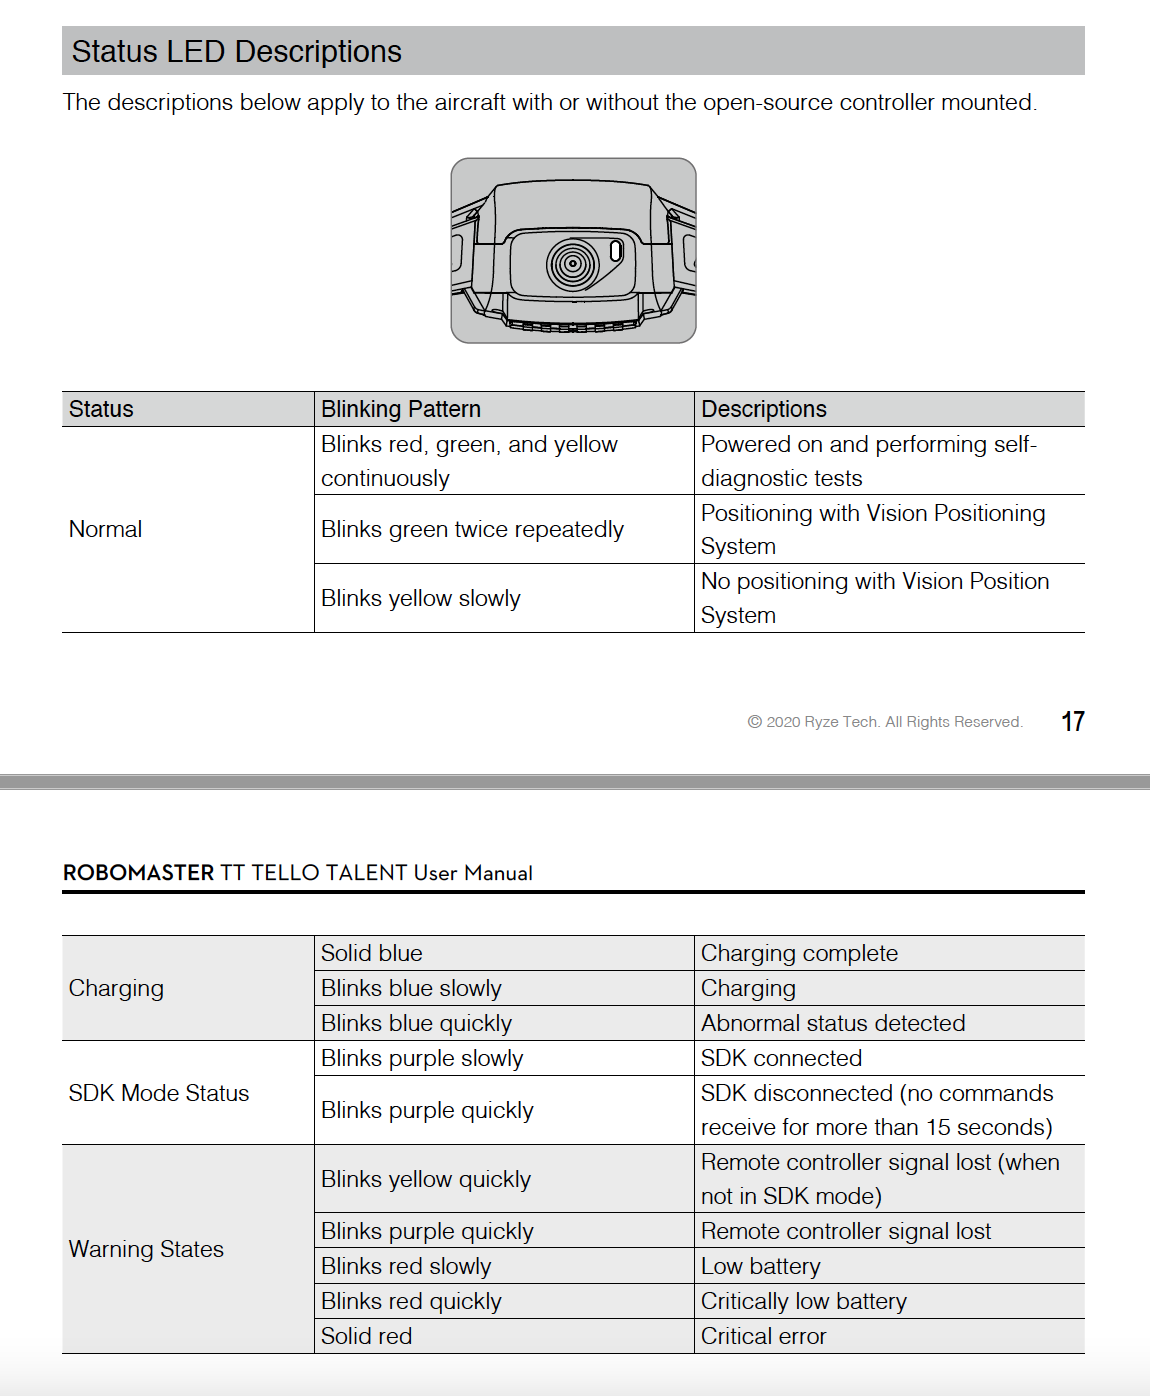 Status LED Descriptions
The descriptions below apply to the aircraft with or without the open-source controller mounted.
Status Blinking Pattern Descriptions
Normal
Blinks red, green, and yellow
continuously
Powered on and performing self-
diagnostic tests
Blinks green twice repeatedly
Positioning with Vision Positioning
System
Blinks yellow slowly
No positioning with Vision Position
System
© 2020 Ryze Tech. All Rights Reserved. 17
ROBOMASTER TT TELLO TALENT User Manual
Charging
Solid blue Charging complete
Blinks blue slowly Charging
Blinks blue quickly Abnormal status detected
SDK Mode Status
Blinks purple slowly SDK connected
Blinks purple quickly
SDK disconnected (no commands
receive for more than 15 seconds)
Warning States
Blinks yellow quickly
Remote controller signal lost (when
not in SDK mode)
Blinks purple quickly Remote controller signal lost
Blinks red slowly Low battery
Blinks red quickly Critically low battery
Solid red Critical error